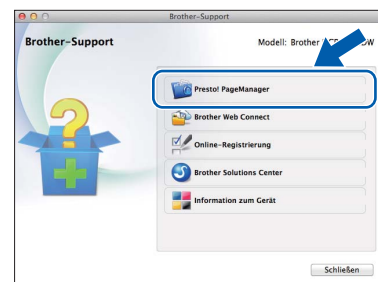 Brother-Support
Brother-Support
Modell: Brother
Presto! PageManager
Brother Web Connect
Online-Registrierung
Brother Solutions Center
Information zum Gerät
Schließen